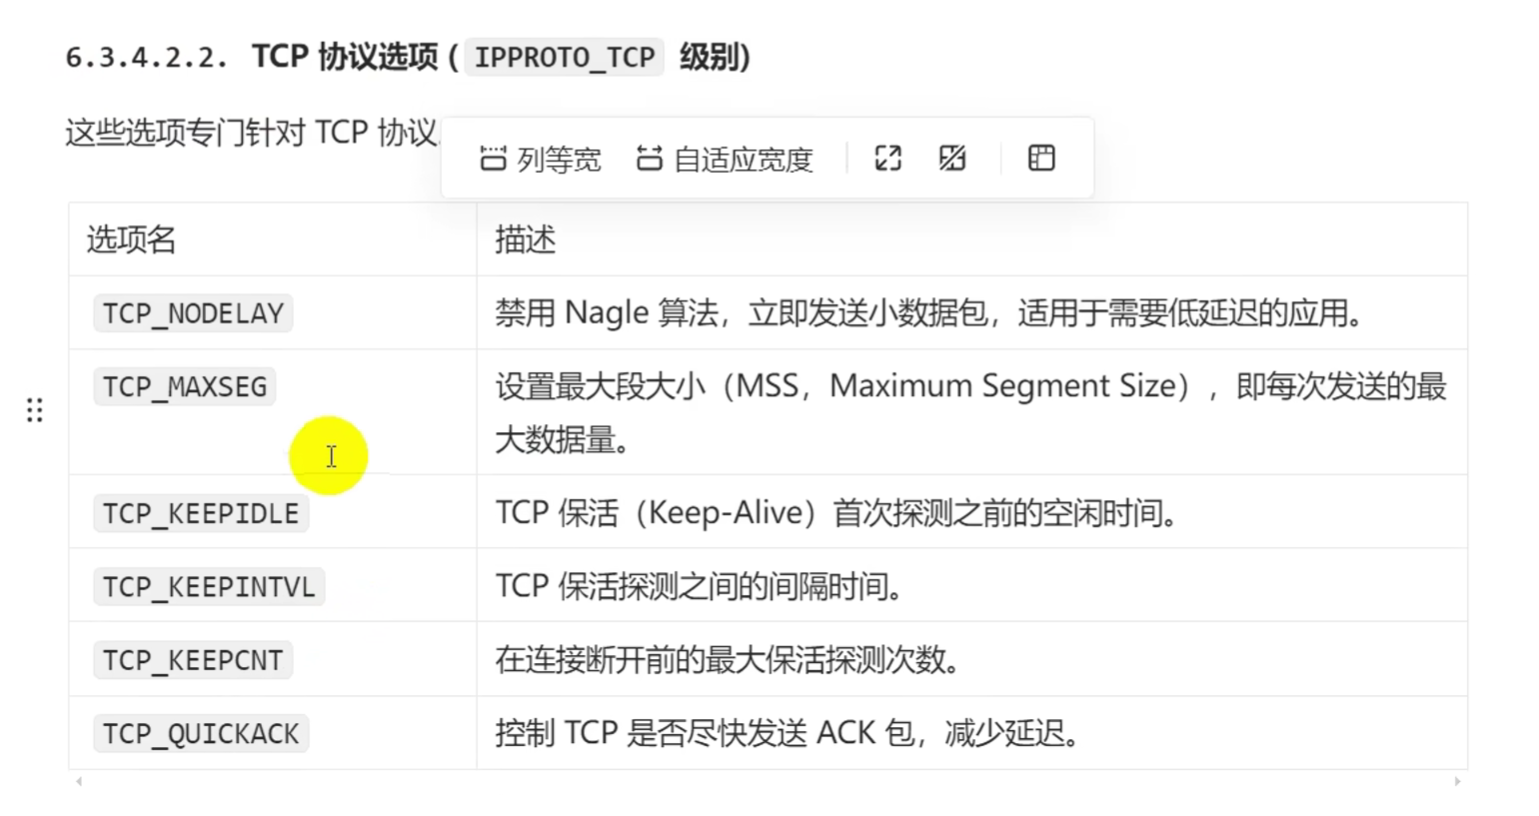 6.3.4.2.2. TCP 协议选项 ( IPPROTO_TCP 级别)
这些选项专门针对 TCP 协议
列等宽 自适应宽度
选项名 描述
TCP_NODELAY 禁用 Nagle 算法，立即发送小数据包，适用于需要低延迟的应用。
TCP_MAXSEG 设置最大段大小（MSS，Maximum Segment Size），即每次发送的最
大数据量。
TCP_KEEPIDLE TCP 保活（Keep-Alive）首次探测之前的空闲时间。
TCP_KEEPINTVL TCP 保活探测之间的间隔时间。
TCP_KEEPCNT 在连接断开前的最大保活探测次数。
TCP_QUICKACK 控制 TCP 是否尽快发送 ACK 包，减少延迟。